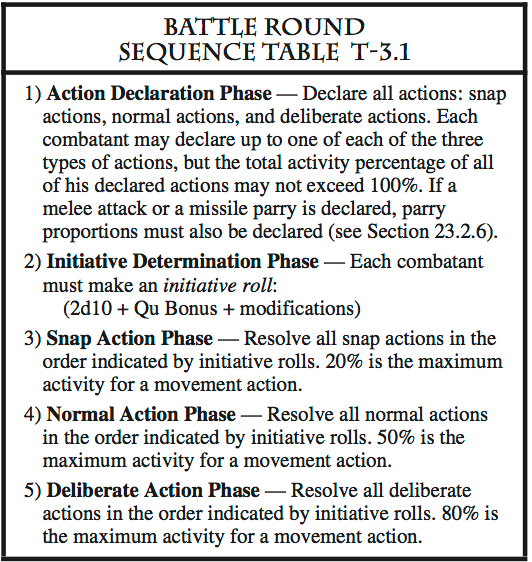 BATTLE ROUND
SEQUENCE TABLE T-3.1
1) Action Declaration Phase — Declare all actions: snap
actions, normal actions, and deliberate actions. Each
combatant may declare up to one of each of the three
types of actions, but the total activity percentage of all
of his declared actions may not exceed 100%. If a
melee attack or a missile parry is declared, parry
proportions must also be declared (see Section 23.2.6).
2) Initiative Determination Phase — Each combatant
must make an initiative roll:
(2d10 + Qu Bonus + modifications)
3) Snap Action Phase — Resolve all snap actions in the
order indicated by initiative rolls. 20% is the maximum
activity for a movement action.
4) Normal Action Phase — Resolve all normal actions
in the order indicated by initiative rolls. 50% is the
maximum activity for a movement action.
5) Deliberate Action Phase — Resolve all deliberate
actions in the order indicated by initiative rolls. 80% is
the maximum activity for a movement action.